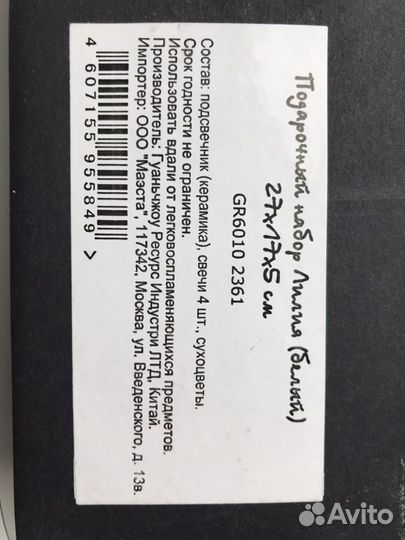 Подарочный набор Лилия (белый)
27x17x5 см
GR6010 2361
Состав: подсвечник (керамика), свечи 4 шт., сухоцветы.
Срок годности не ограничен.
Использовать вдали от легковоспламеняющихся предметов.
Производитель: Гуаньчжоу Ресурс Индустри ЛТД, Китай.
Импортер: ООО "Маэста", 117342, Москва, ул. Введенского, д. 13в.
4 607155 955849 >
Avito